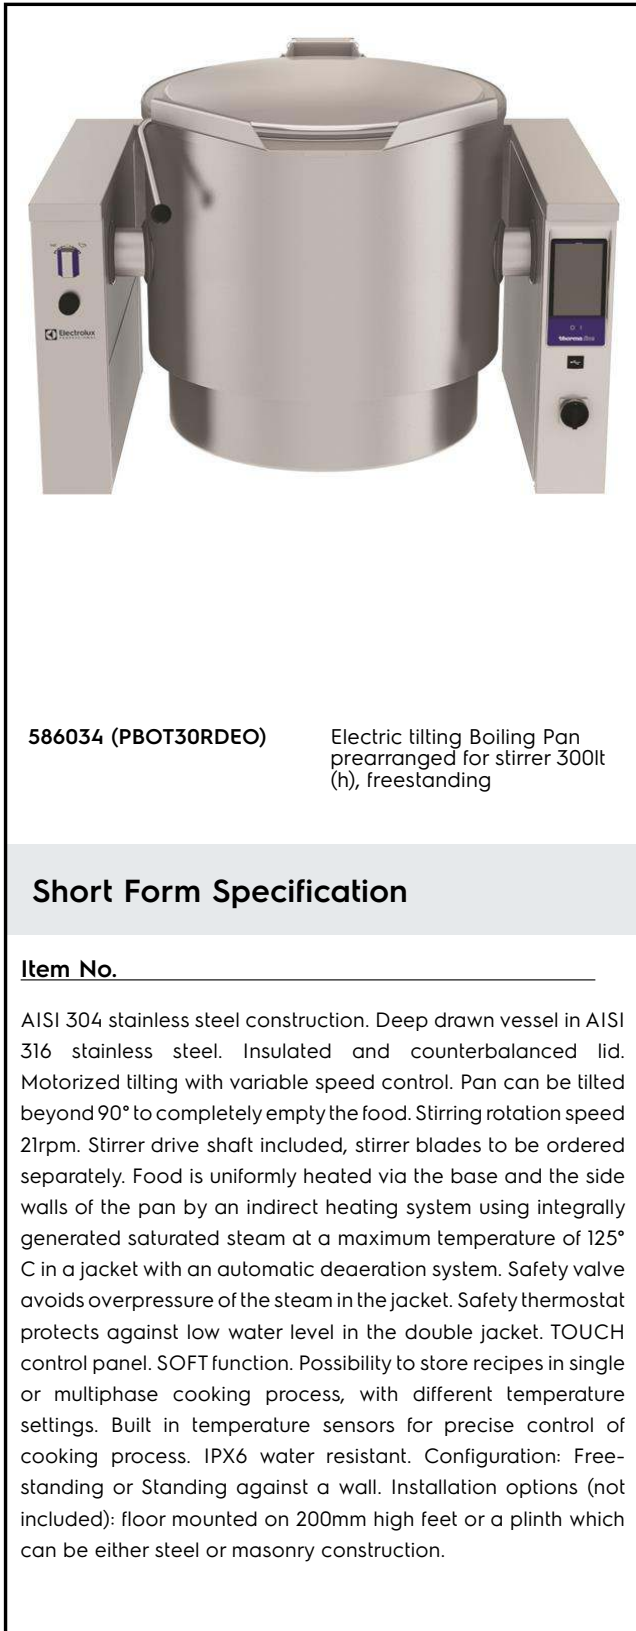 Electrolux
PROFESSIONAL
thermaline
586034 (PBOT30RDEO)
Electric tilting Boiling Pan
prearranged for stirrer 300lt
(h), freestanding
Short Form Specification
Item No.
AISI 304 stainless steel construction. Deep drawn vessel in AISI
316 stainless steel. Insulated and counterbalanced lid.
Motorized tilting with variable speed control. Pan can be tilted
beyond 90° to completely empty the food. Stirring rotation speed
21rpm. Stirrer drive shaft included, stirrer blades to be ordered
separately. Food is uniformly heated via the base and the side
walls of the pan by an indirect heating system using integrally
generated saturated steam at a maximum temperature of 125°
C in a jacket with an automatic deaeration system. Safety valve
avoids overpressure of the steam in the jacket. Safety thermostat
protects against low water level in the double jacket. TOUCH
control panel. SOFT function. Possibility to store recipes in single
or multiphase cooking process, with different temperature
settings. Built in temperature sensors for precise control of
cooking process. IPX6 water resistant. Configuration: Free-
standing or Standing against a wall. Installation options (not
included): floor mounted on 200mm high feet or a plinth which
can be either steel or masonry construction.